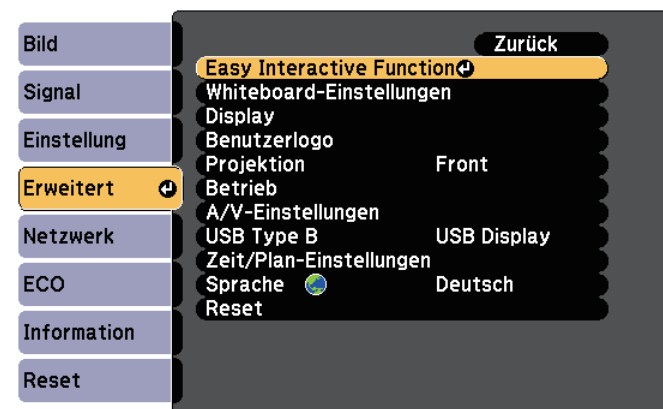 Bild
Signal
Einstellung
Erweitert
Netzwerk
ECO
Information
Reset
Zurück
Easy Interactive Function
Whiteboard-Einstellungen
Display
Benutzerlogo
Projektion Front
Betrieb
A/V-Einstellungen
USB Type B USB Display
Zeit/Plan-Einstellungen
Sprache Deutsch
Reset